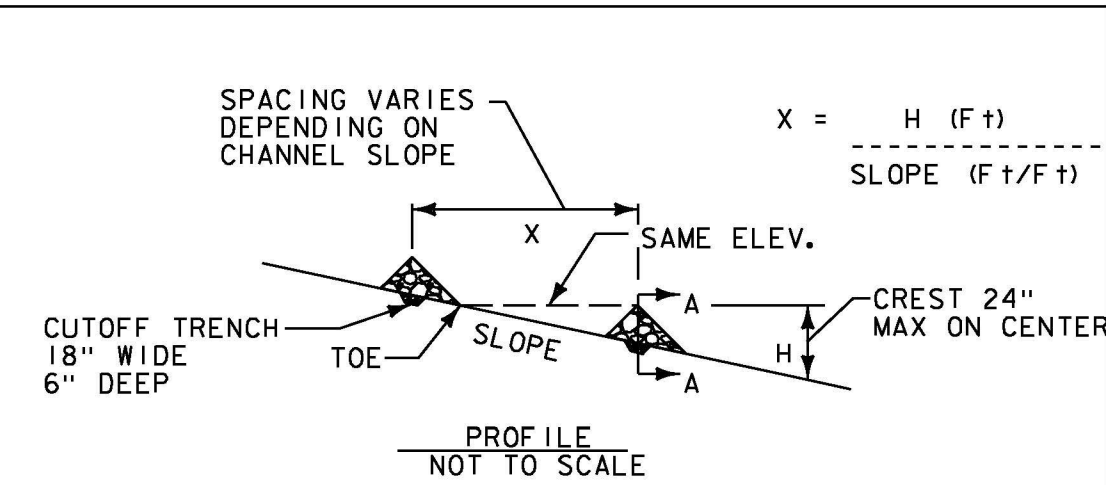 SPACING VARIES
DEPENDING ON
CHANNEL SLOPE
X = H (Ft)
SLOPE (Ft/Ft)
X
SAME ELEV.
A
CREST 24"
MAX ON CENTER
CUTOFF TRENCH
18" WIDE
6" DEEP
TOE
SLOPE
H
A
PROFILE
NOT TO SCALE